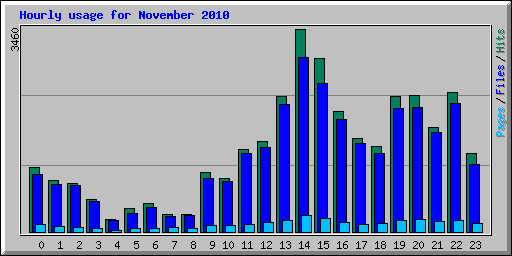 Hourly usage for November 2010
3460
Pages / Files / Hits
0 1 2 3 4 5 6 7 8 9 10 11 12 13 14 15 16 17 18 19 20 21 22 23